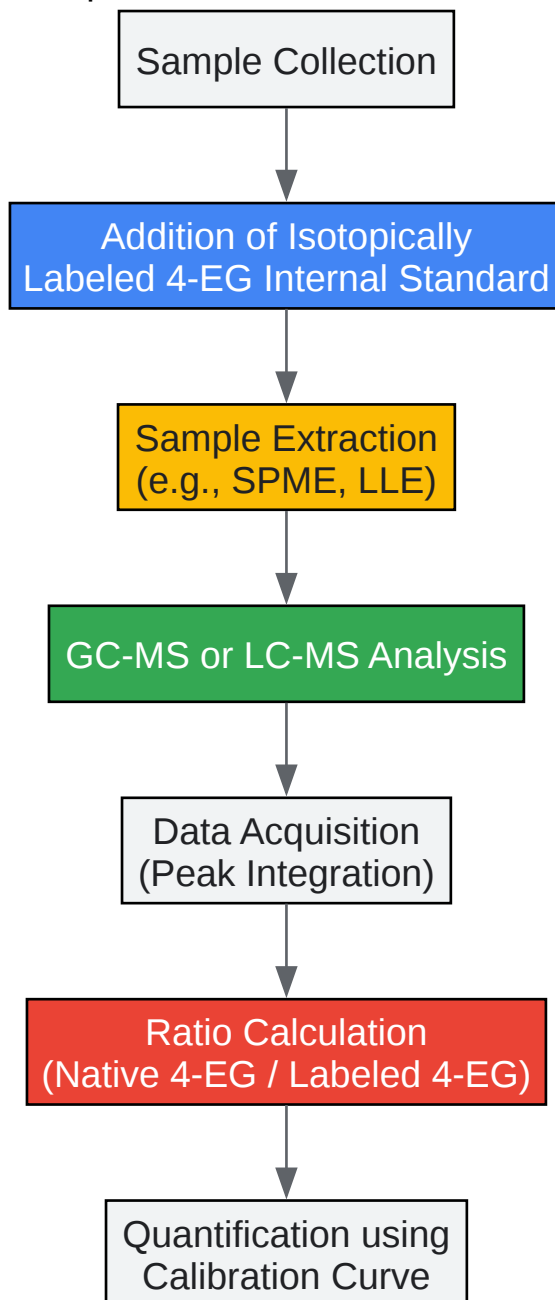 Sample Collection
Addition of Isotopically
Labeled 4-EG Internal Standard
Sample Extraction
(e.g., SPME, LLE)
GC-MS or LC-MS Analysis
Data Acquisition
(Peak Integration)
Ratio Calculation
(Native 4-EG / Labeled 4-EG)
Quantification using
Calibration Curve